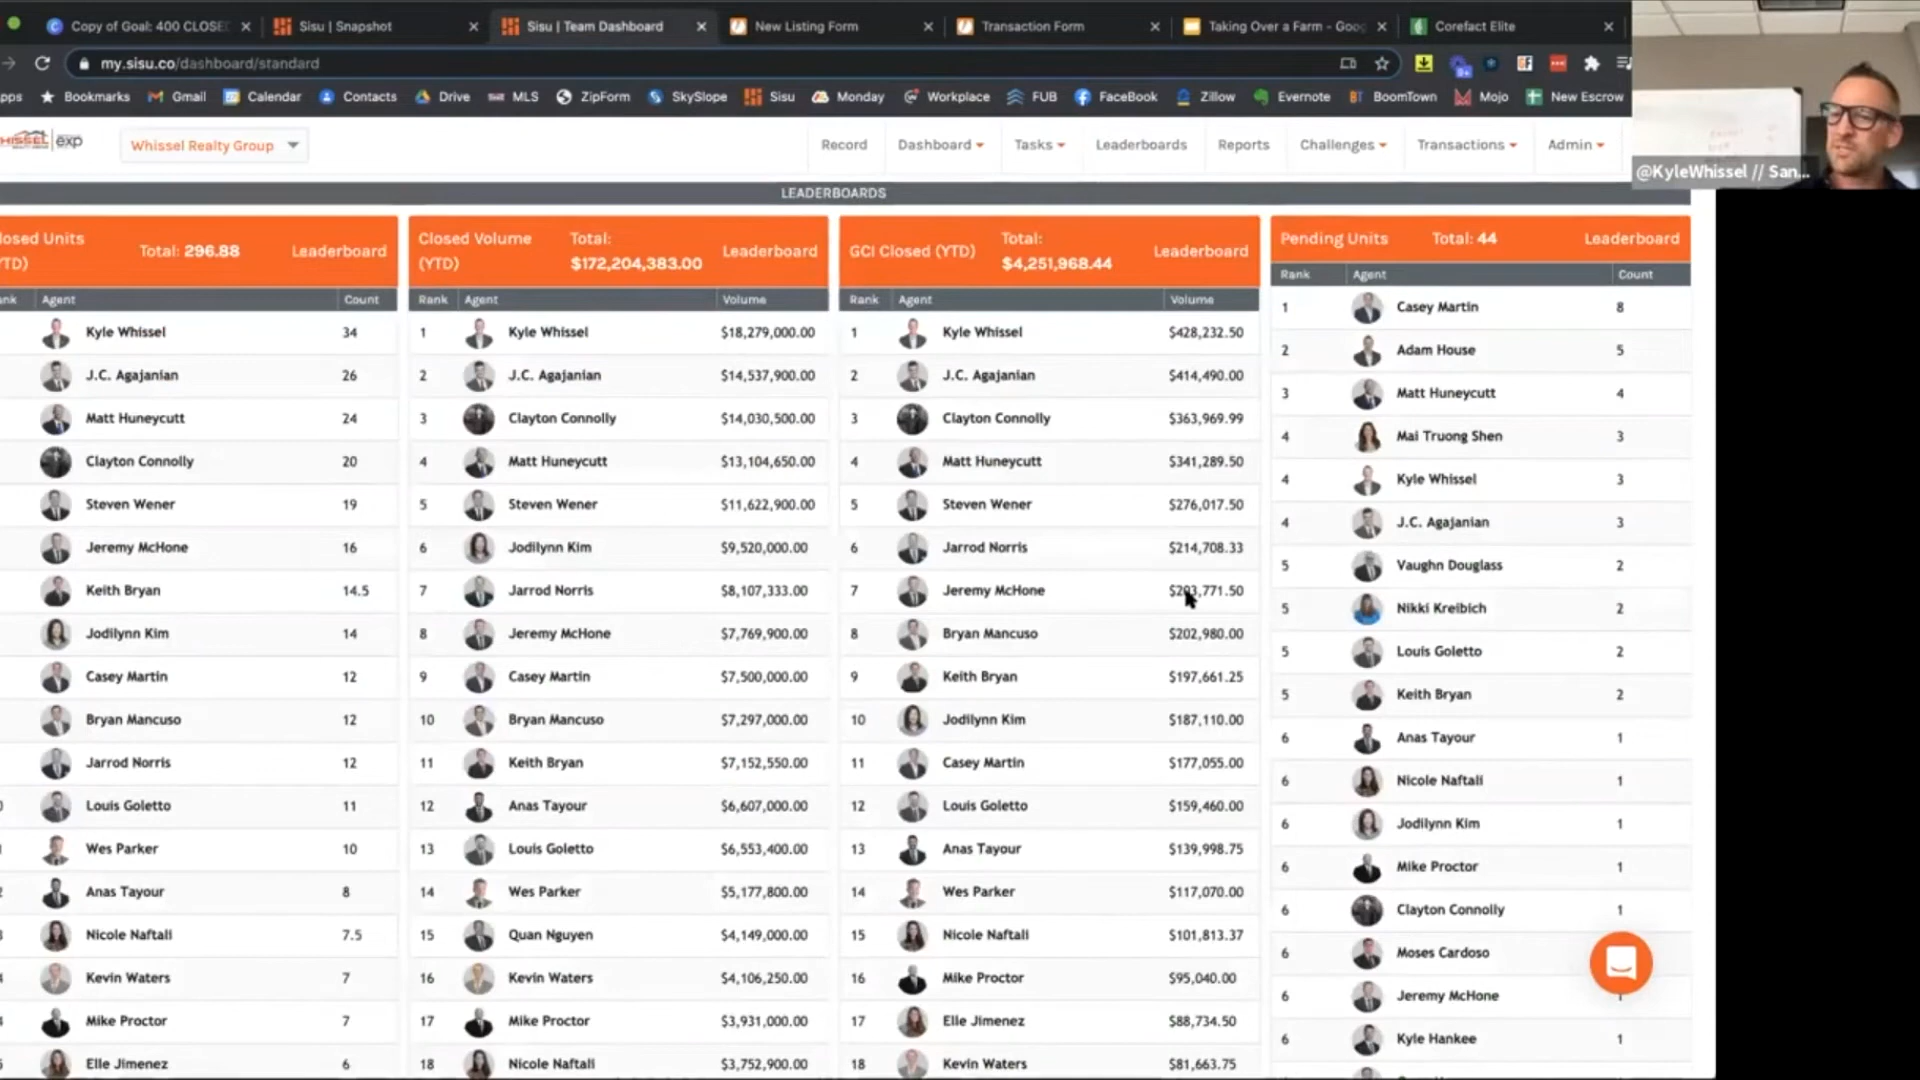 Copy of Goal: 400 CLOSE
Sisu | Snapshot
Sisu | Team Dashboard
New Listing Form
Transaction Form
Taking Over a Farm - Goog
Corefact Elite
my.sisu.co/dashboard/standard
pps
Bookmarks
Gmail
Calendar
Contacts
Drive
MLS
ZipForm
SkySlope
Sisu
Monday
Workplace
FUB
FaceBook
Zillow
Evernote
BoomTown
Mojo
New Escrow
HISSEL
exp
Whissel Realty Group
Record
Dashboard
Tasks
Leaderboards
Reports
Challenges
Transactions
Admin
@KyleWhissel // San...
LEADERBOARDS
losed Units
YTD)
Total: 296.88
Leaderboard
ank Agent Count
Kyle Whissel 34
J.C. Agajanian 26
Matt Huneycutt 24
Clayton Connolly 20
Steven Wener 19
Jeremy McHone 16
Keith Bryan 14.5
Jodilynn Kim 14
Casey Martin 12
Bryan Mancuso 12
Jarrod Norris 12
Louis Goletto 11
Wes Parker 10
Anas Tayour 8
Nicole Naftali 7.5
Kevin Waters 7
Mike Proctor 7
Elle Jimenez 6
Closed Volume
(YTD)
Total:
$172,204,383.00
Leaderboard
Rank Agent Volume
1 Kyle Whissel $18,279,000.00
2 J.C. Agajanian $14,537,900.00
3 Clayton Connolly $14,030,500.00
4 Matt Huneycutt $13,104,650.00
5 Steven Wener $11,622,900.00
6 Jodilynn Kim $9,520,000.00
7 Jarrod Norris $8,107,333.00
8 Jeremy McHone $7,769,900.00
9 Casey Martin $7,500,000.00
10 Bryan Mancuso $7,297,000.00
11 Keith Bryan $7,152,550.00
12 Anas Tayour $6,607,000.00
13 Louis Goletto $6,553,400.00
14 Wes Parker $5,177,800.00
15 Quan Nguyen $4,149,000.00
16 Kevin Waters $4,106,250.00
17 Mike Proctor $3,931,000.00
18 Nicole Naftali $3,752,900.00
GCI Closed (YTD)
Total:
$4,251,968.44
Leaderboard
Rank Agent Volume
1 Kyle Whissel $428,232.50
2 J.C. Agajanian $414,490.00
3 Clayton Connolly $363,969.99
4 Matt Huneycutt $341,289.50
5 Steven Wener $276,017.50
6 Jarrod Norris $214,708.33
7 Jeremy McHone $203,771.50
8 Bryan Mancuso $202,980.00
9 Keith Bryan $197,661.25
10 Jodilynn Kim $187,110.00
11 Casey Martin $177,055.00
12 Louis Goletto $159,460.00
13 Anas Tayour $139,998.75
14 Wes Parker $117,070.00
15 Nicole Naftali $101,813.37
16 Mike Proctor $95,040.00
17 Elle Jimenez $88,734.50
18 Kevin Waters $81,663.75
Pending Units Total: 44 Leaderboard
Rank Agent Count
1 Casey Martin 8
2 Adam House 5
3 Matt Huneycutt 4
4 Mai Truong Shen 3
4 Kyle Whissel 3
4 J.C. Agajanian 3
5 Vaughn Douglass 2
5 Nikki Kreibich 2
5 Louis Goletto 2
5 Keith Bryan 2
6 Anas Tayour 1
6 Nicole Naftali 1
6 Jodilynn Kim 1
6 Mike Proctor 1
6 Clayton Connolly 1
6 Moses Cardoso
6 Jeremy McHone 1
6 Kyle Hankee 1